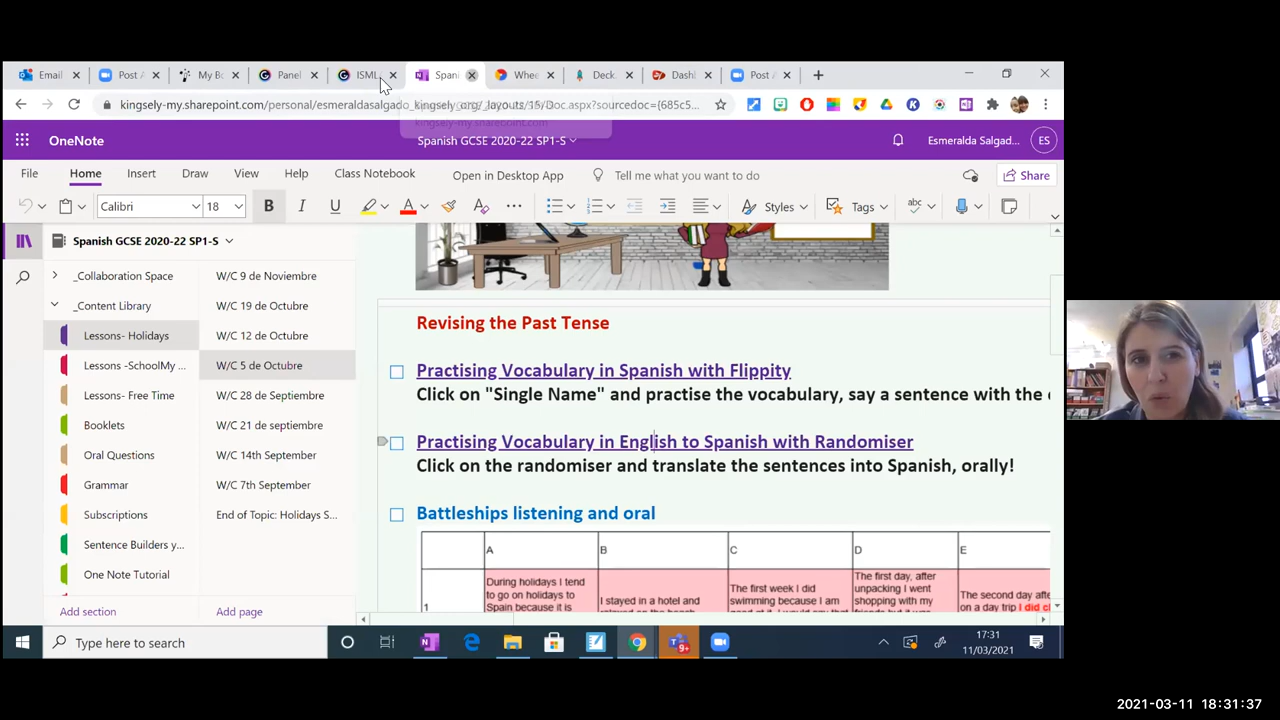 Email
Post A
My Bo
Panel
ISML
Spani
Whee
Deck.
Dashl
Post A
kingsely-my.sharepoint.com/personal/esmeraldasalgado_kingsely_org/_layouts/15/Doc.aspx?sourcedoc={685c5...
kingsely-my.sharepoint.com
OneNote
Spanish GCSE 2020-22 SP1-S
Esmeralda Salgad...
ES
File
Home
Insert
Draw
View
Help
Class Notebook
Open in Desktop App
Tell me what you want to do
Share
Calibri
18
B
I
U
Styles
Tags
abc
Spanish GCSE 2020-22 SP1-S
_Collaboration Space
_Content Library
Lessons- Holidays
Lessons -SchoolMy ...
Lessons- Free Time
Booklets
Oral Questions
Grammar
Subscriptions
Sentence Builders y...
One Note Tutorial
Add section
W/C 9 de Noviembre
W/C 19 de Octubre
W/C 12 de Octubre
W/C 5 de Octubre
W/C 28 de Septiembre
W/C 21 de septiembre
W/C 14th September
W/C 7th September
End of Topic: Holidays S...
Add page
Revising the Past Tense
Practising Vocabulary in Spanish with Flippity
Click on "Single Name" and practise the vocabulary, say a sentence with the
Practising Vocabulary in English to Spanish with Randomiser
Click on the randomiser and translate the sentences into Spanish, orally!
Battleships listening and oral
A
B
C
D
E
1
During holidays I tend
to go on holidays to
Spain because it is
I stayed in a hotel and
The first week I did
swimming because I am
The first day, after
unpacking I went
shopping with my
The second day afte
on a day trip I did cl
Type here to search
9+
17:31
11/03/2021
2021-03-11 18:31:37